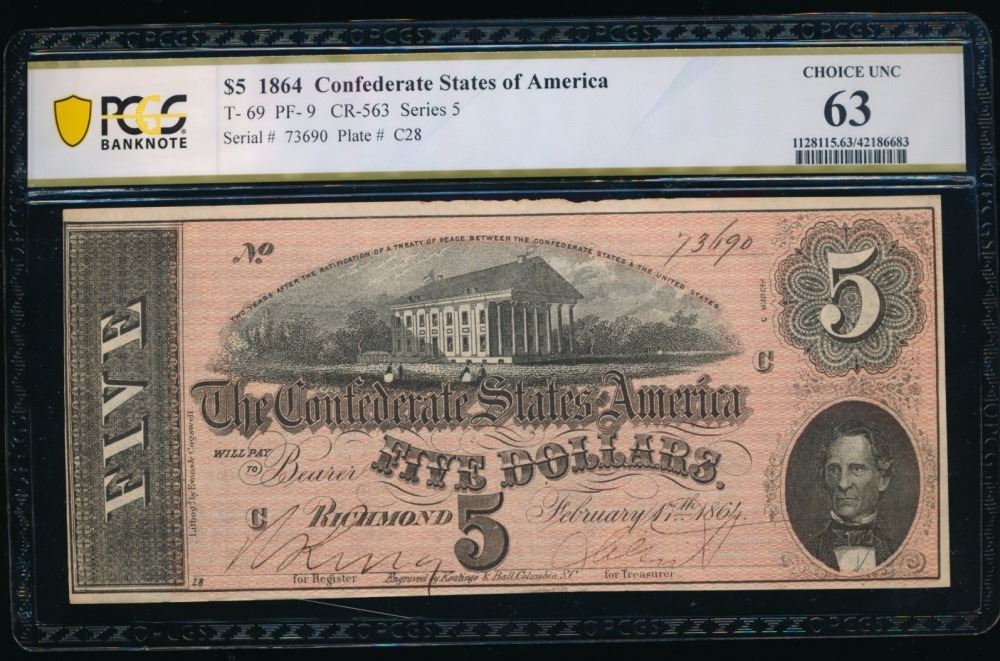 $5 1864 Confederate States of America
T- 69 PF- 9 CR-563 Series 5
Serial # 73690 Plate # C28
PCGS
BANKNOTE
CHOICE UNC
63
1128115.63/42186683
No
73690
TWO YEARS AFTER THE RATIFICATION OF A TREATY OF PEACE BETWEEN THE CONFEDERATE STATES & THE UNITED STATES
5
SERIES 5
C
FIVE
The Confederate States of America
WILL PAY
TO Bearer FIVE DOLLARS.
C RICHMOND 5 February 17th 1864.
Lithog'd by Evans & Cogswell
18
for Register Engraved by Keatinge & Ball, Columbia, S.C. for Treasurer